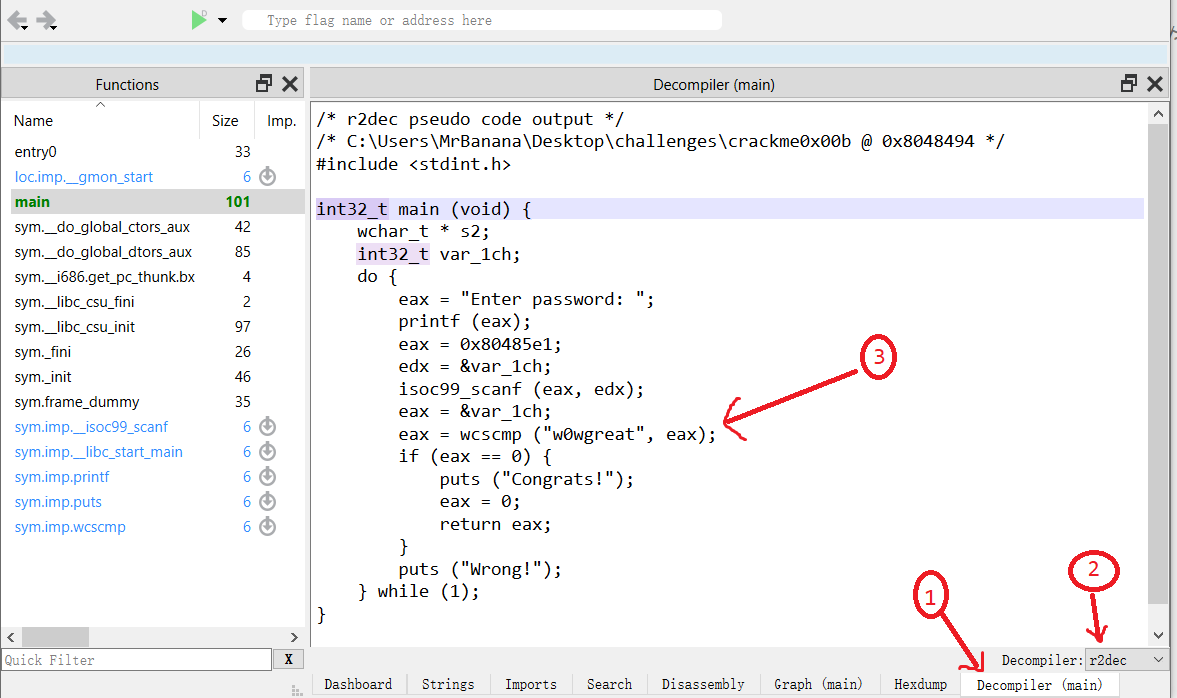 Type flag name or address here
Functions
Name Size Imp.
entry0 33
loc.imp.__gmon_start 6
main 101
sym.__do_global_ctors_aux 42
sym.__do_global_dtors_aux 85
sym.__i686.get_pc_thunk.bx 4
sym.__libc_csu_fini 2
sym.__libc_csu_init 97
sym._fini 26
sym._init 46
sym.frame_dummy 35
sym.imp.__isoc99_scanf 6
sym.imp.__libc_start_main 6
sym.imp.printf 6
sym.imp.puts 6
sym.imp.wcscmp 6
Quick Filter X
Decompiler (main)
/* r2dec pseudo code output */
/* C:\Users\MrBanana\Desktop\challenges\crackme0x00b @ 0x8048494 */
#include <stdint.h>
int32_t main (void) {
wchar_t * s2;
int32_t var_1ch;
do {
eax = "Enter password: ";
printf (eax);
eax = 0x80485e1;
edx = &var_1ch;
isoc99_scanf (eax, edx);
eax = &var_1ch;
eax = wcscmp ("w0wgreat", eax);
if (eax == 0) {
puts ("Congrats!");
eax = 0;
return eax;
}
puts ("Wrong!");
} while (1);
}
3
1
2
Decompiler: r2dec
Dashboard Strings Imports Search Disassembly Graph (main) Hexdump Decompiler (main)